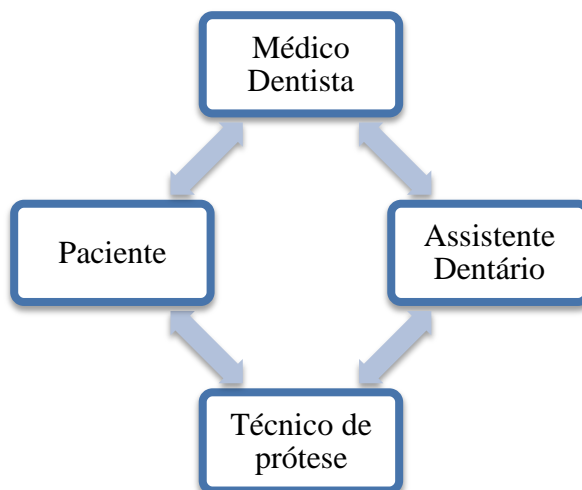 Médico
Dentista
Paciente
Assistente
Dentário
Técnico de
prótese